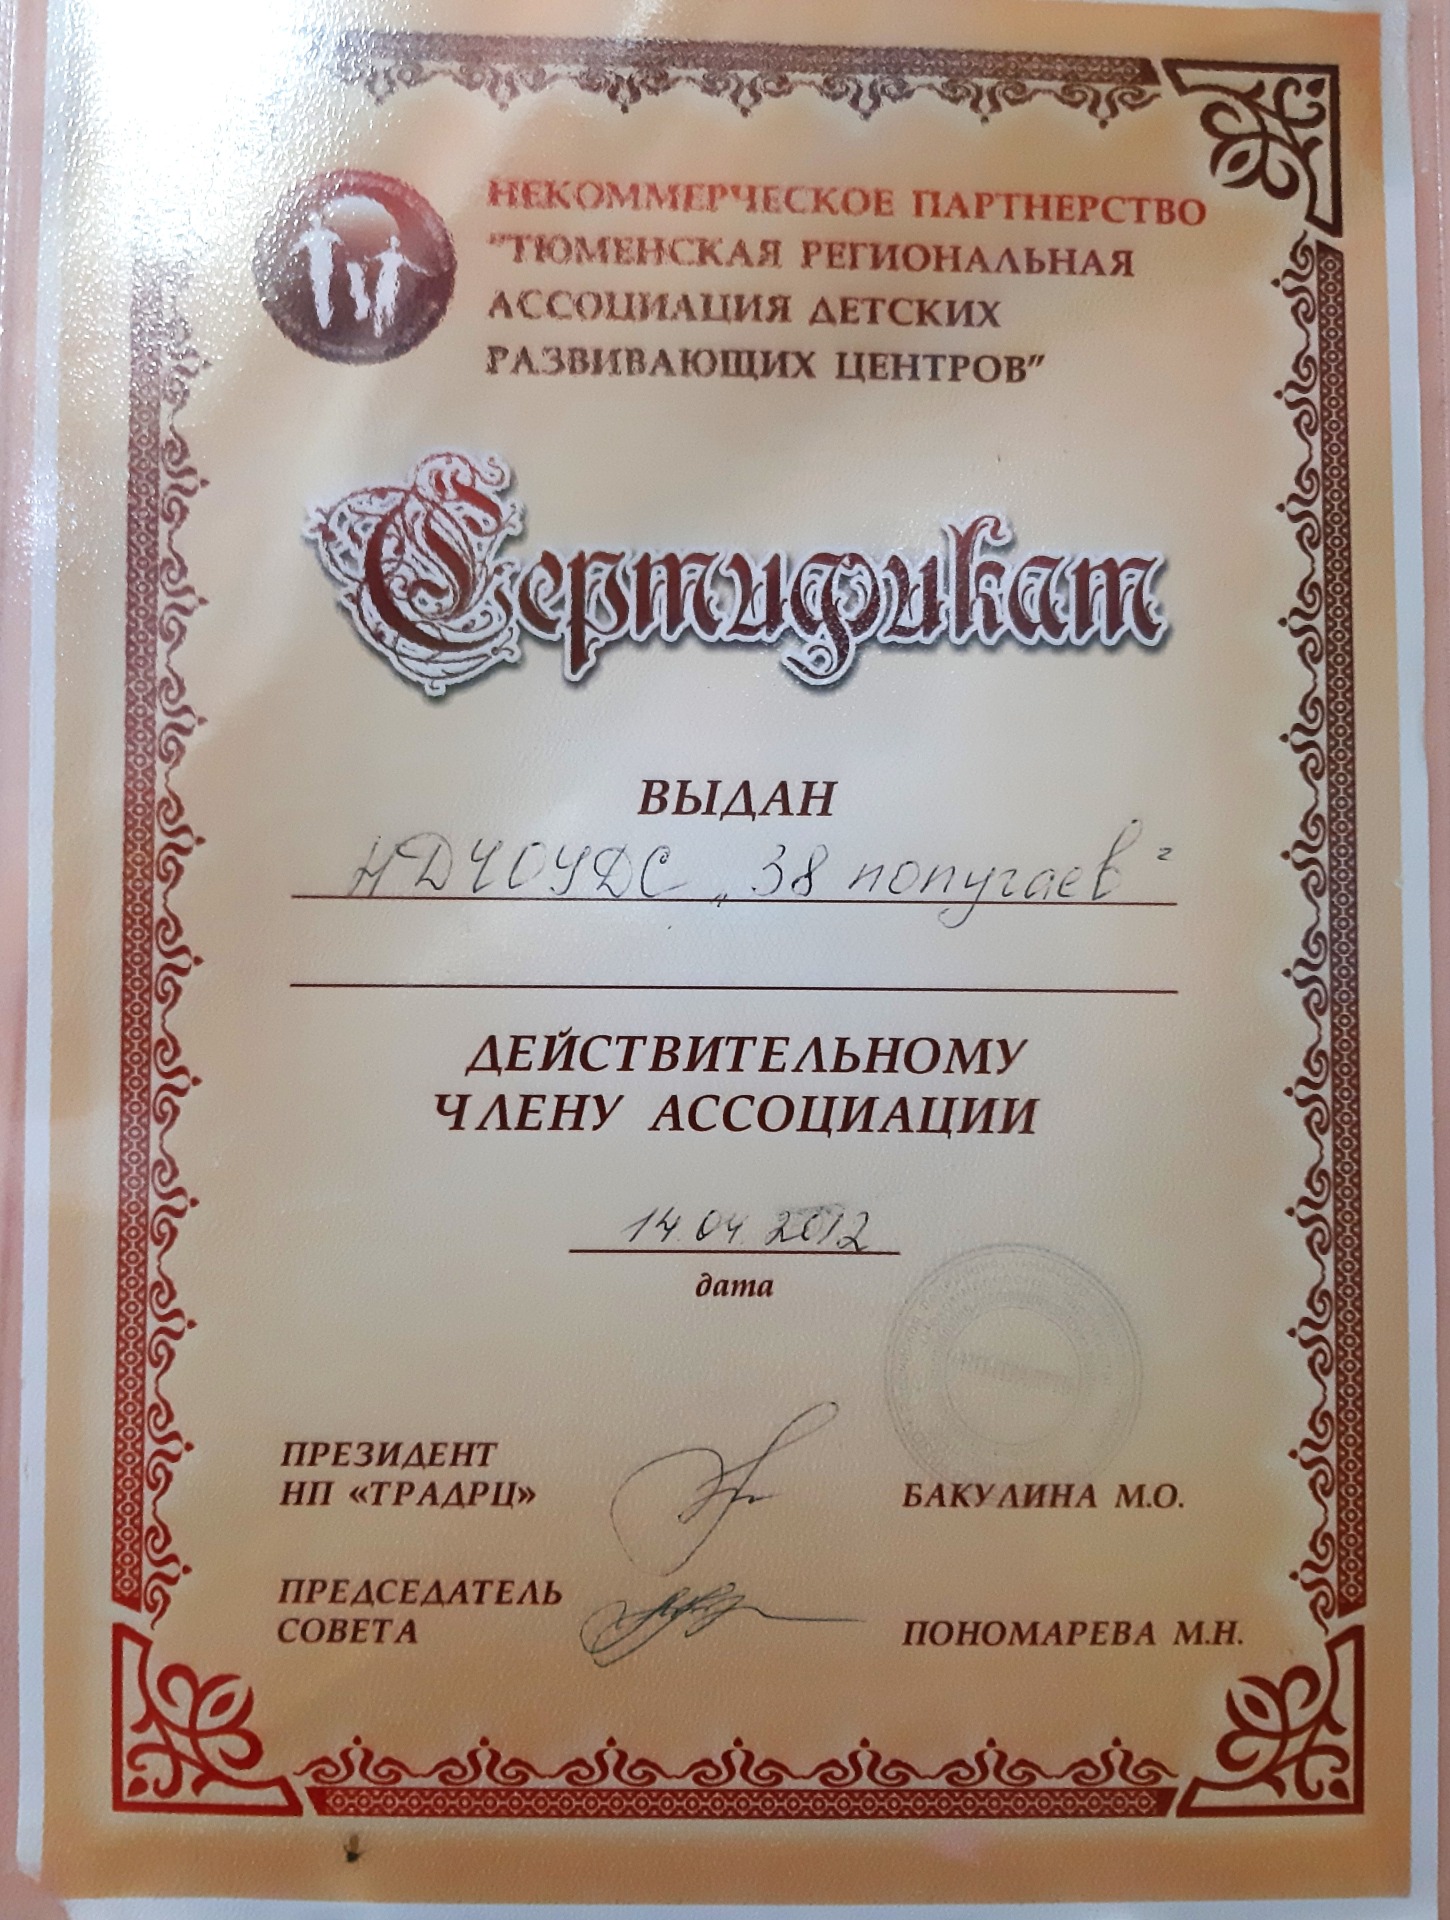 НЕКОММЕРЧЕСКОЕ ПАРТНЕРСТВО
"ТЮМЕНСКАЯ РЕГИОНАЛЬНАЯ
АССОЦИАЦИЯ ДЕТСКИХ
РАЗВИВАЮЩИХ ЦЕНТРОВ"
Сертификат
ВЫДАН
НДЧОУДС „38 попугаев"
ДЕЙСТВИТЕЛЬНОМУ
ЧЛЕНУ АССОЦИАЦИИ
14.04.2012
дата
ПРЕЗИДЕНТ
НП «ТРАДРЦ»
БАКУЛИНА М.О.
ПРЕДСЕДАТЕЛЬ
СОВЕТА
ПОНОМАРЕВА М.Н.